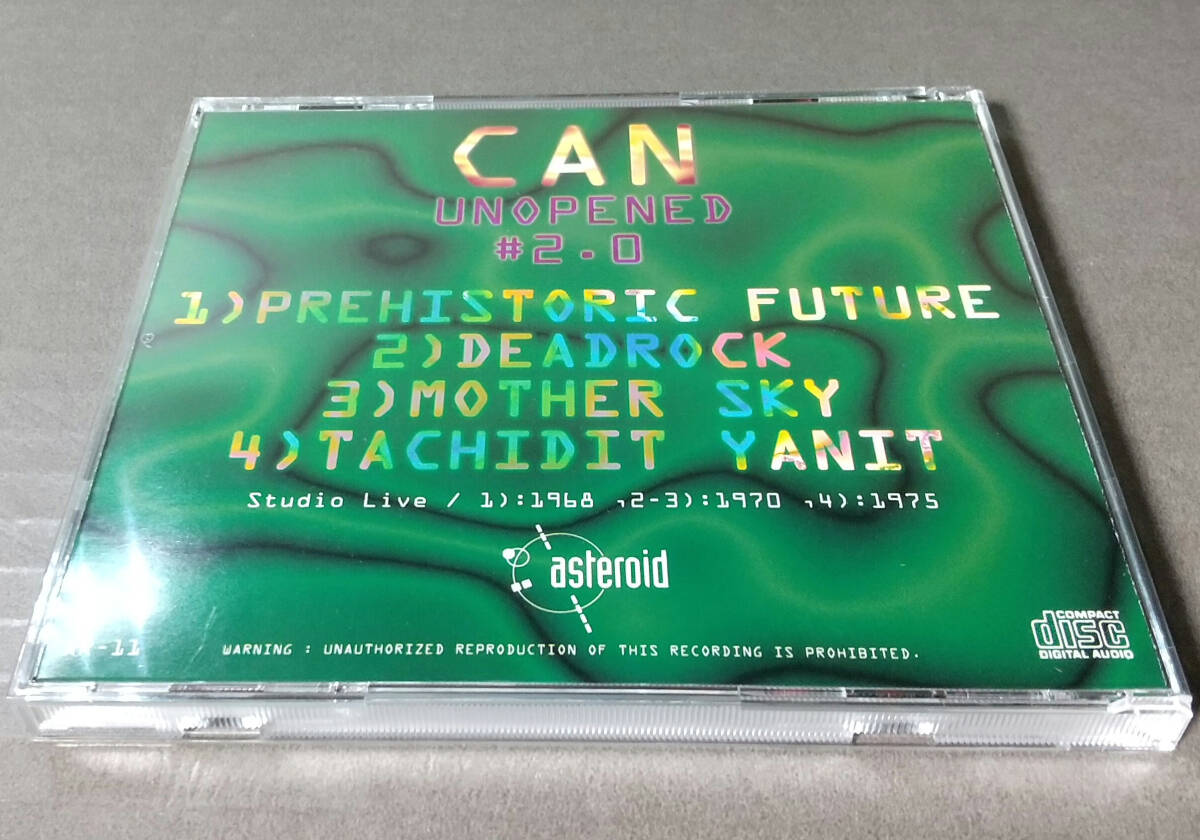 CAN
UNOPENED
#2.0
1)PREHISTORIC FUTURE
2)DEADROCK
3)MOTHER SKY
4)TACHIDIT YANIT
Studio Live / 1):1968 ,2-3):1970 ,4):1975
asteroid
-11
WARNING : UNAUTHORIZED REPRODUCTION OF THIS RECORDING IS PROHIBITED.
COMPACT
disc
DIGITAL AUDIO